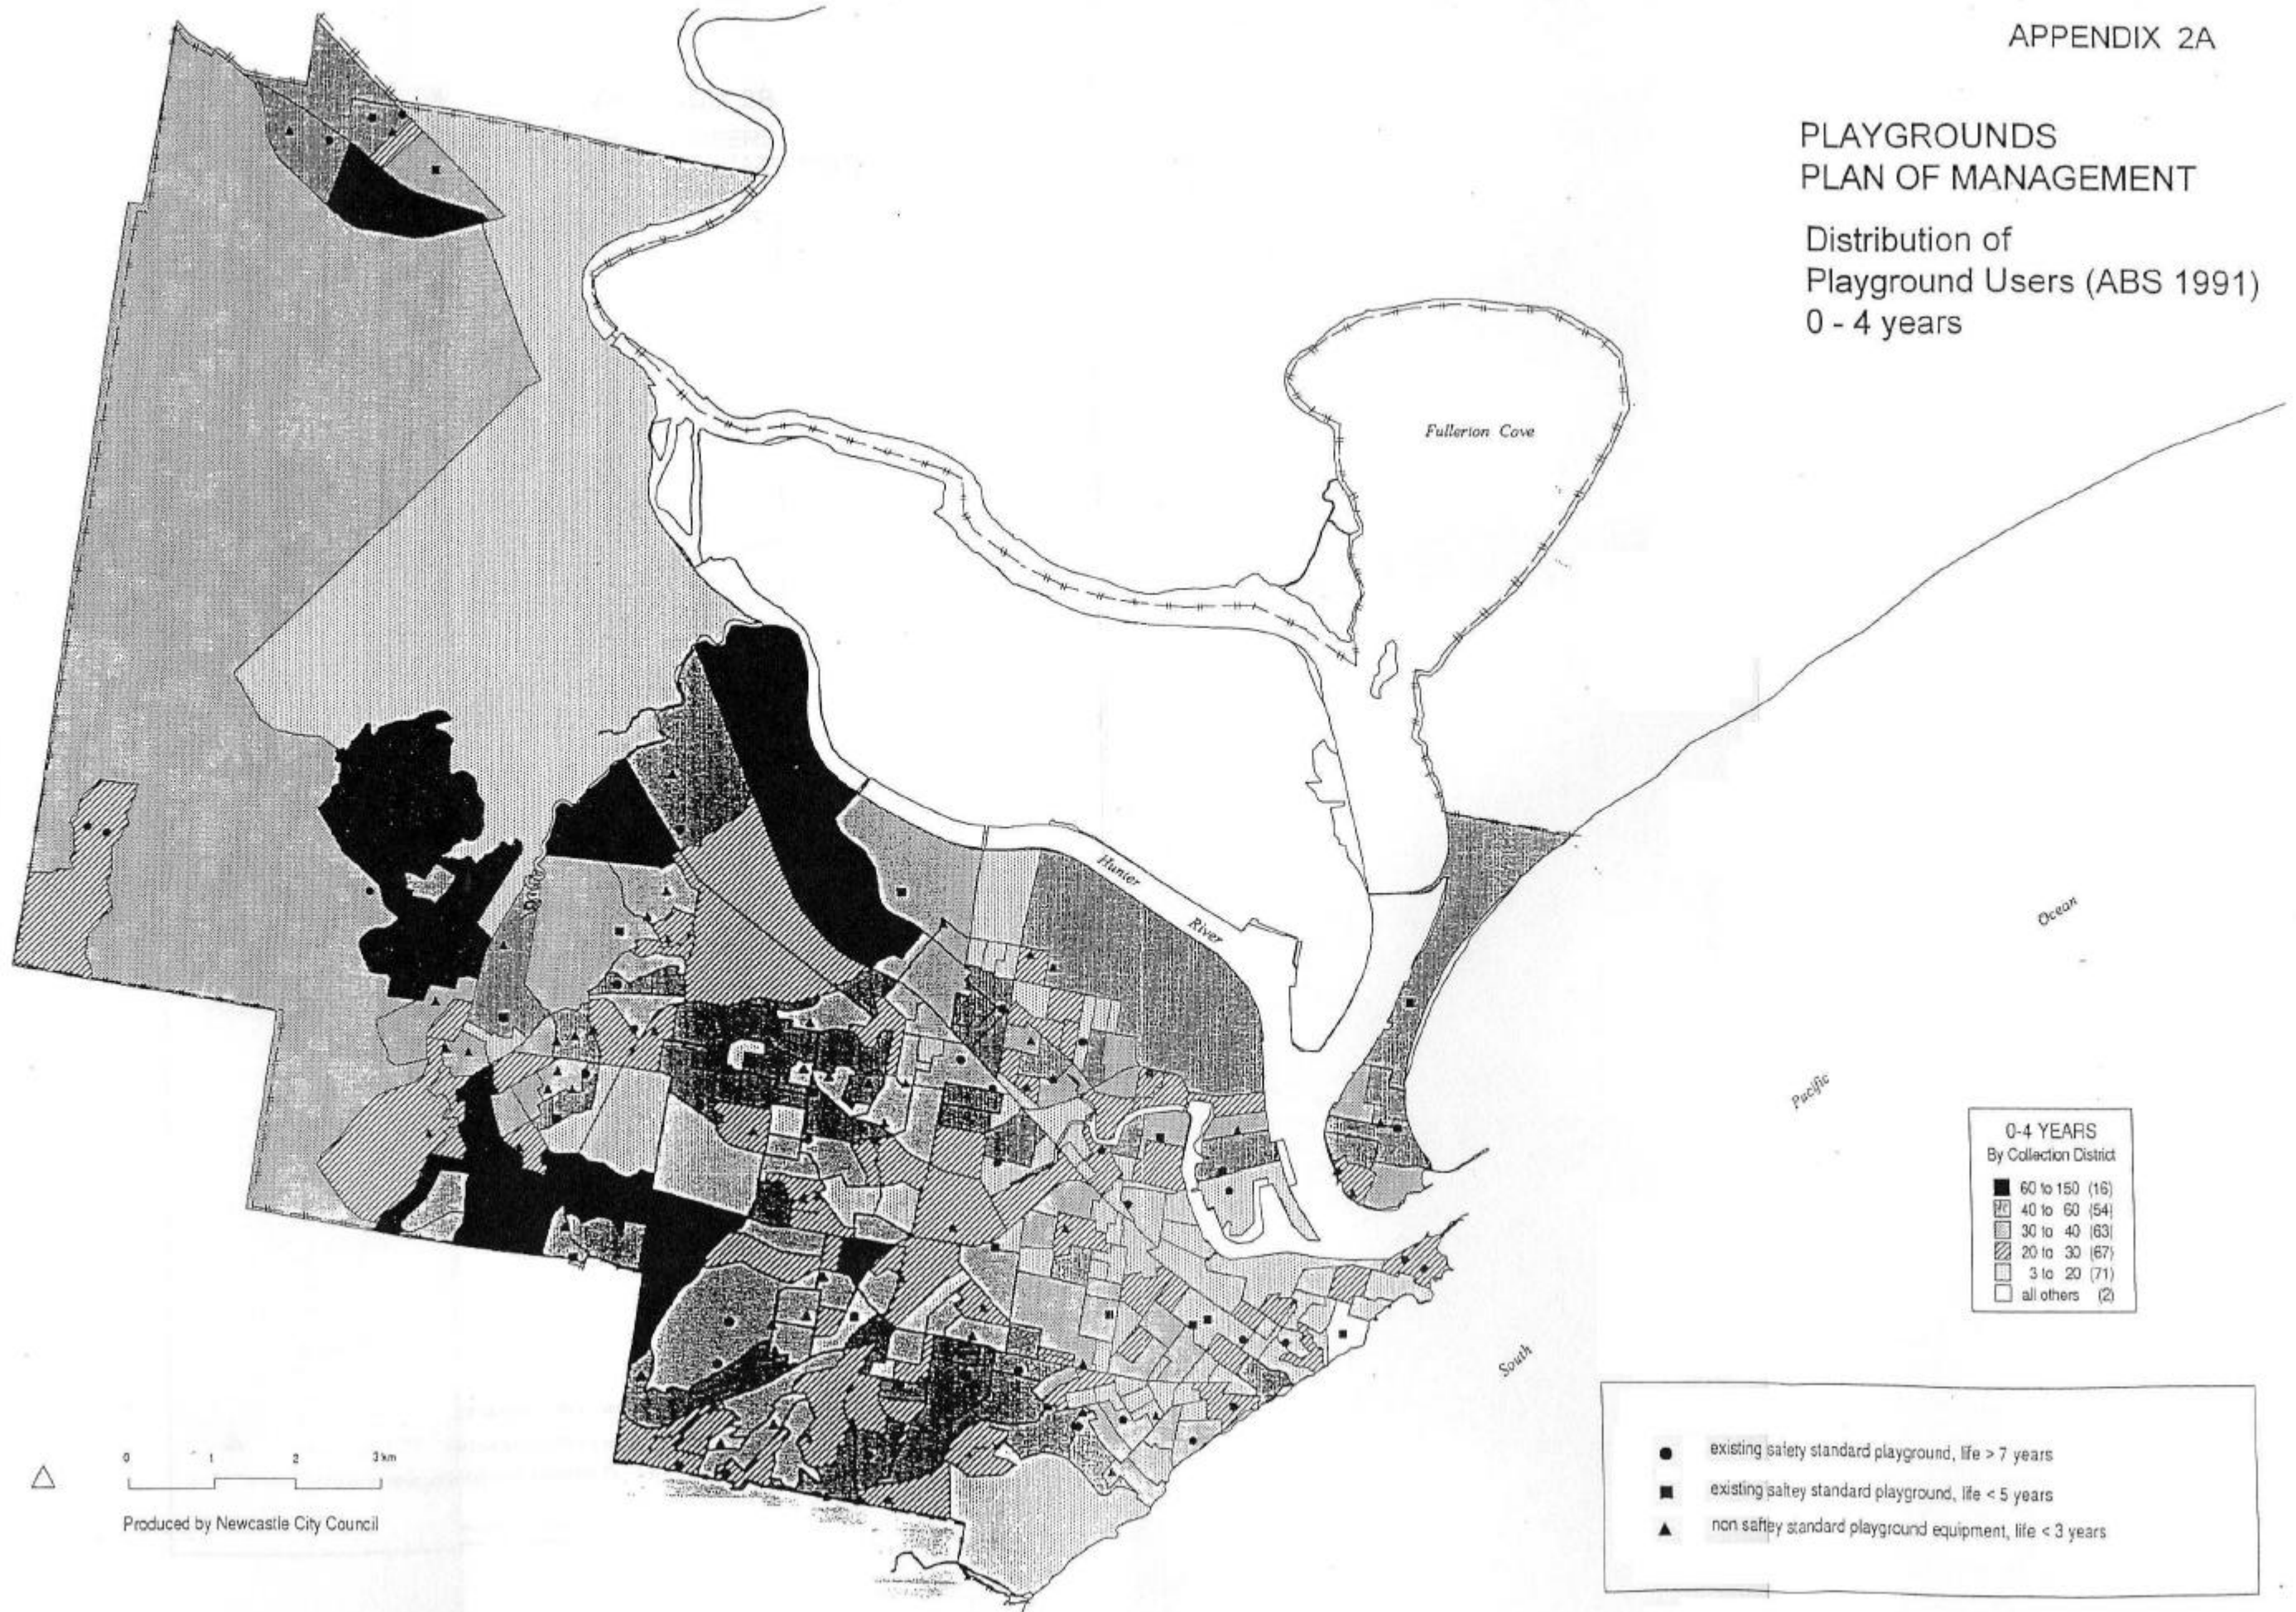 APPENDIX 2A
PLAYGROUNDS
PLAN OF MANAGEMENT
Distribution of
Playground Users (ABS 1991)
0 - 4 years
Fullerton Cove
Hunter
River
Ocean
Pacific
South
0-4 YEARS
By Collection District
60 to 150 (16)
40 to 60 (54)
30 to 40 (63)
20 to 30 (67)
3 to 20 (71)
all others (2)
existing safety standard playground, life > 7 years
existing saftey standard playground, life < 5 years
non saftey standard playground equipment, life < 3 years
0 1 2 3 km
Produced by Newcastle City Council